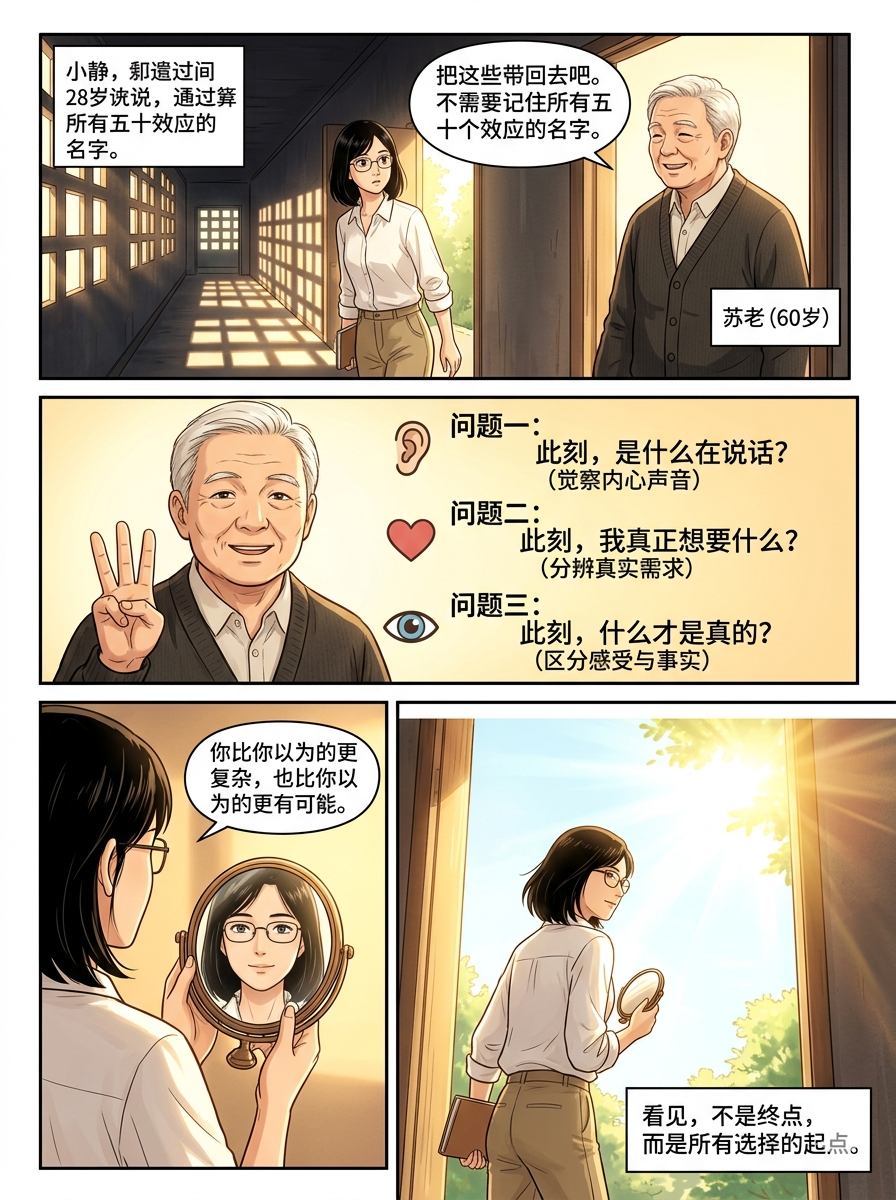 小静，
28岁说，通过算
所有五十效应的
名字。
把这些带回去吧。
不需要记住所有五
十个效应的名字。
苏老（60岁）
问题一：
此刻，是什么在说话？
（觉察内心声音）
问题二：
此刻，我真正想要什么？
（分辨真实需求）
问题三：
此刻，什么才是真的？
（区分感受与事实）
你比你以为的更
复杂，也比你以
为的更有可能。
看见，不是终点，
而是所有选择的起点。